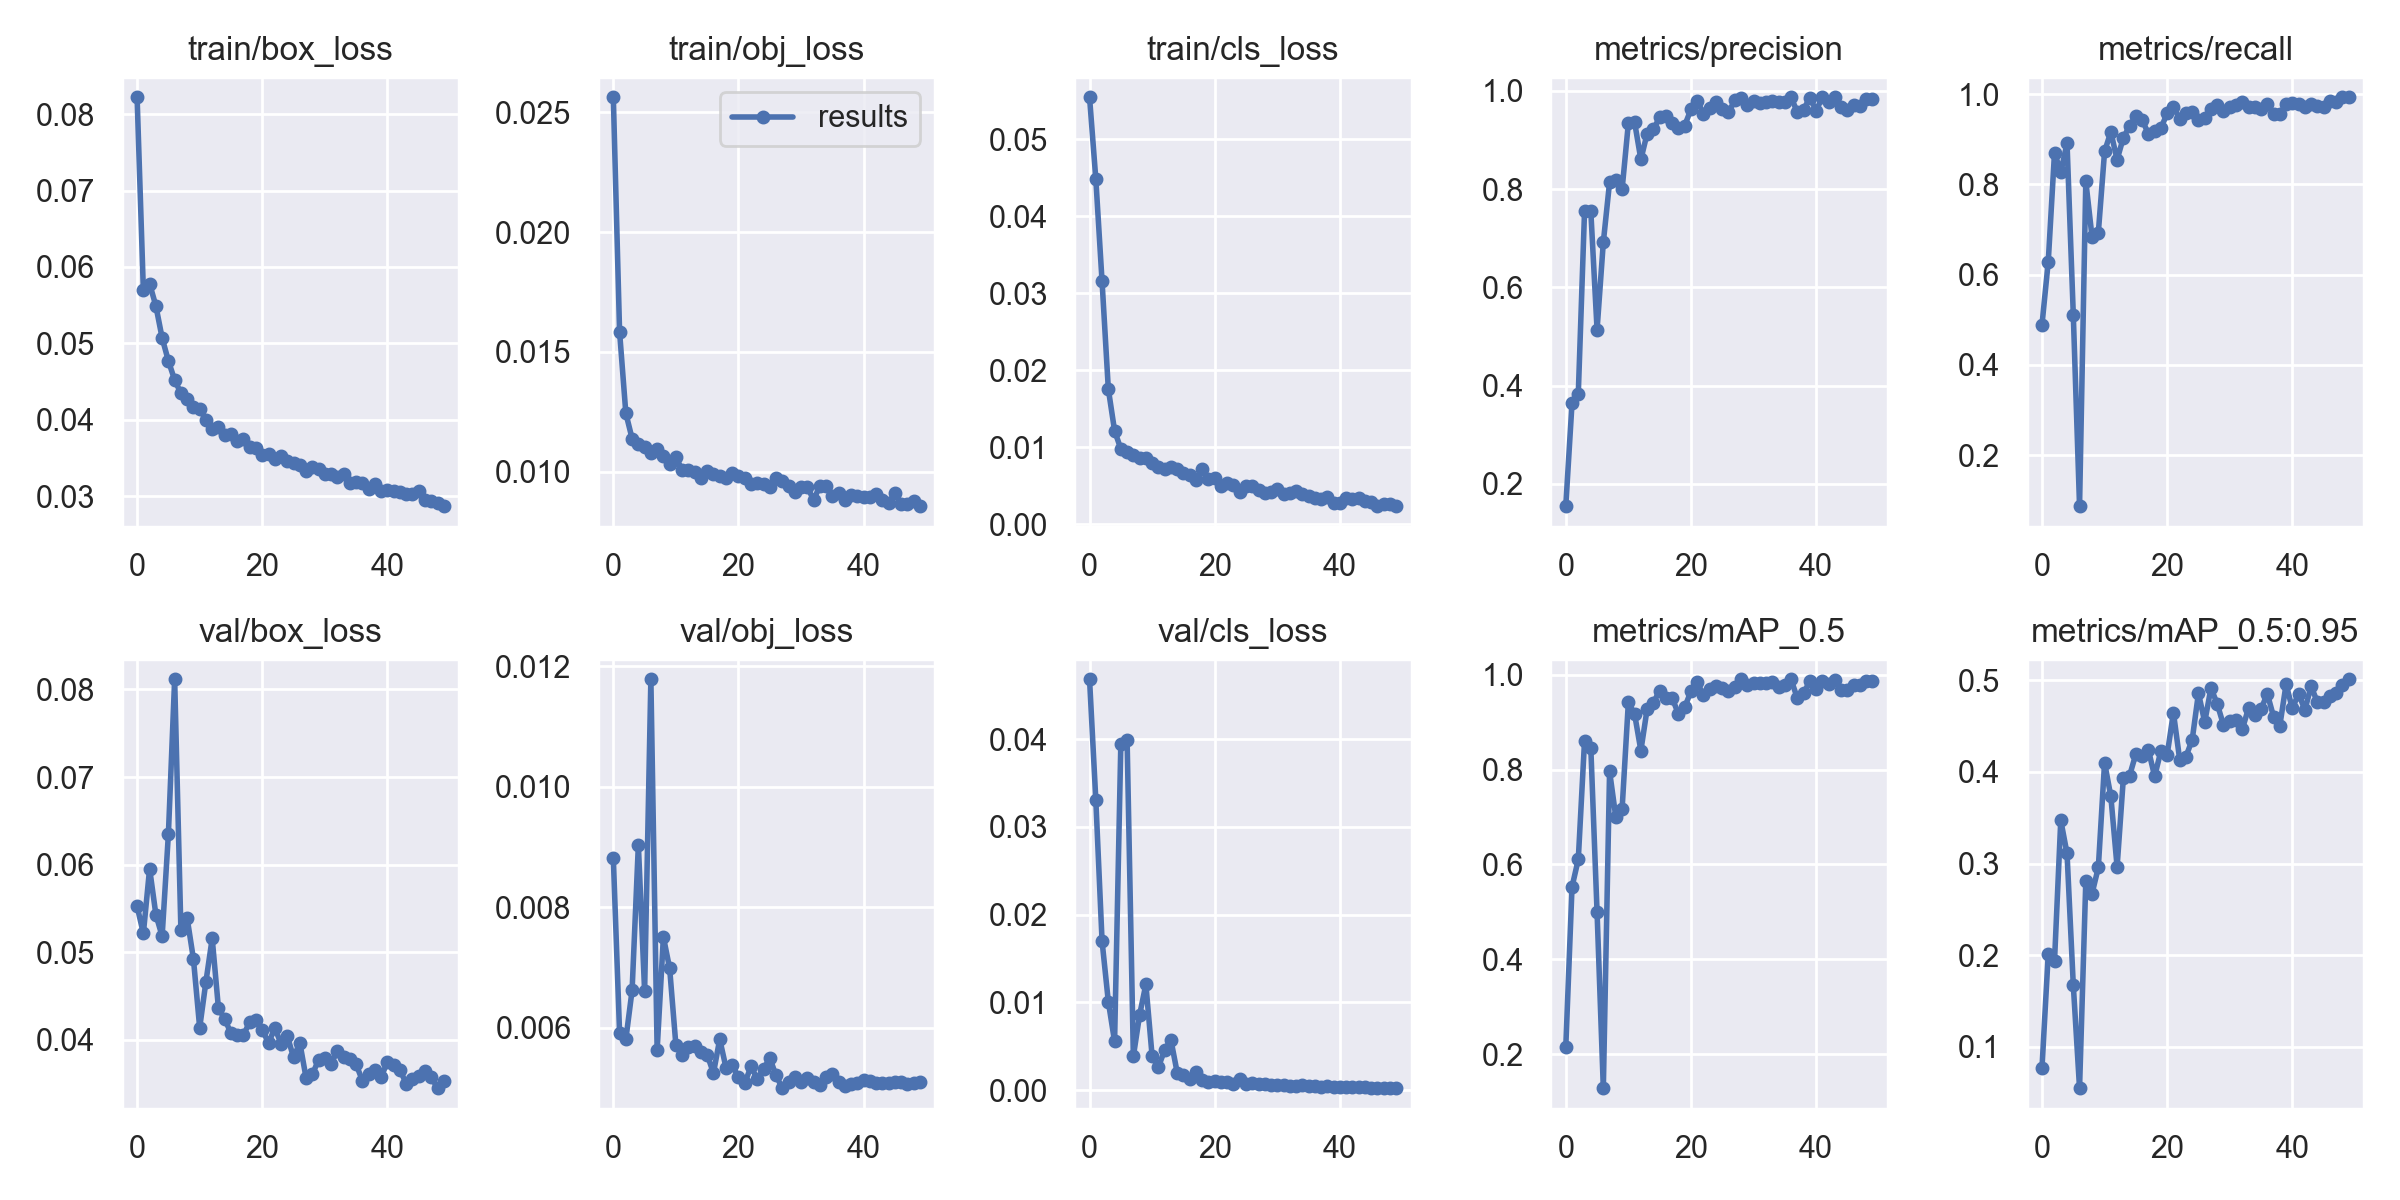 train/box_loss
0.08
0.07
0.06
0.05
0.04
0.03
0 20 40
train/obj_loss
results
0.025
0.020
0.015
0.010
0 20 40
train/cls_loss
0.05
0.04
0.03
0.02
0.01
0.00
0 20 40
metrics/precision
1.0
0.8
0.6
0.4
0.2
0 20 40
metrics/recall
1.0
0.8
0.6
0.4
0.2
0 20 40
val/box_loss
0.08
0.07
0.06
0.05
0.04
0 20 40
val/obj_loss
0.012
0.010
0.008
0.006
0 20 40
val/cls_loss
0.04
0.03
0.02
0.01
0.00
0 20 40
metrics/mAP_0.5
1.0
0.8
0.6
0.4
0.2
0 20 40
metrics/mAP_0.5:0.95
0.5
0.4
0.3
0.2
0.1
0 20 40